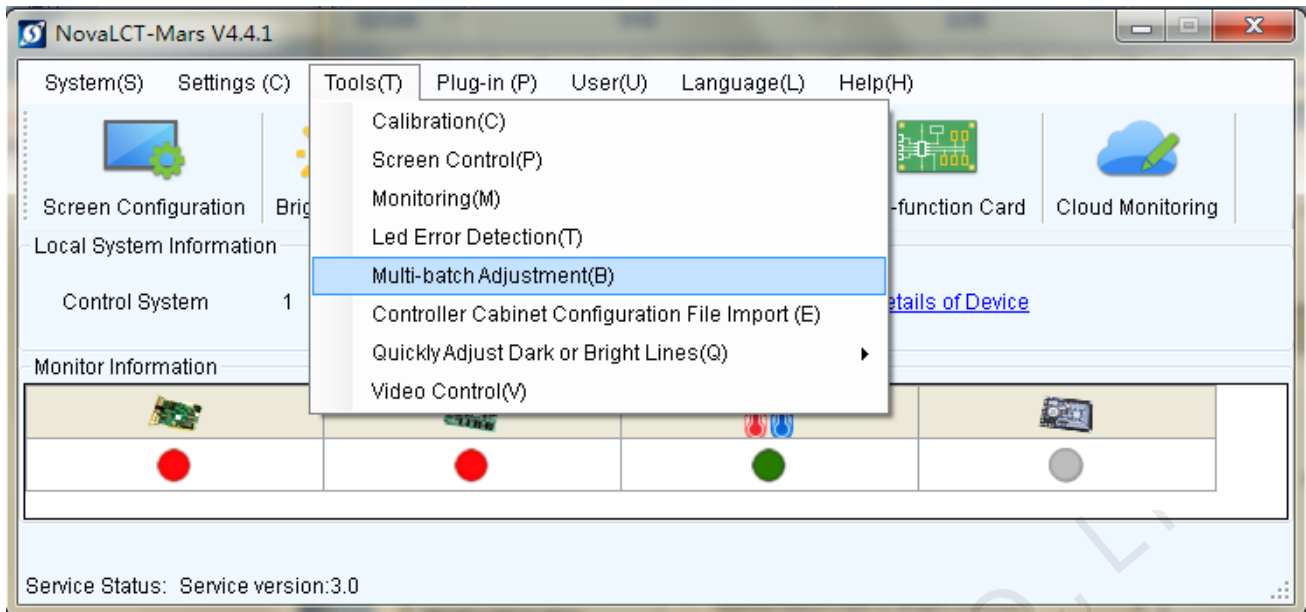 NovaLCT-Mars V4.4.1
System(S) Settings (C) Tools(T) Plug-in (P) User(U) Language(L) Help(H)
Calibration(C)
Screen Control(P)
Monitoring(M)
Led Error Detection(T)
Multi-batch Adjustment(B)
Controller Cabinet Configuration File Import (E)
Quickly Adjust Dark or Bright Lines(Q)
Video Control(V)
Screen Configuration Brig -function Card Cloud Monitoring
Local System Information
Control System 1 etails of Device
Monitor Information
Service Status: Service version:3.0